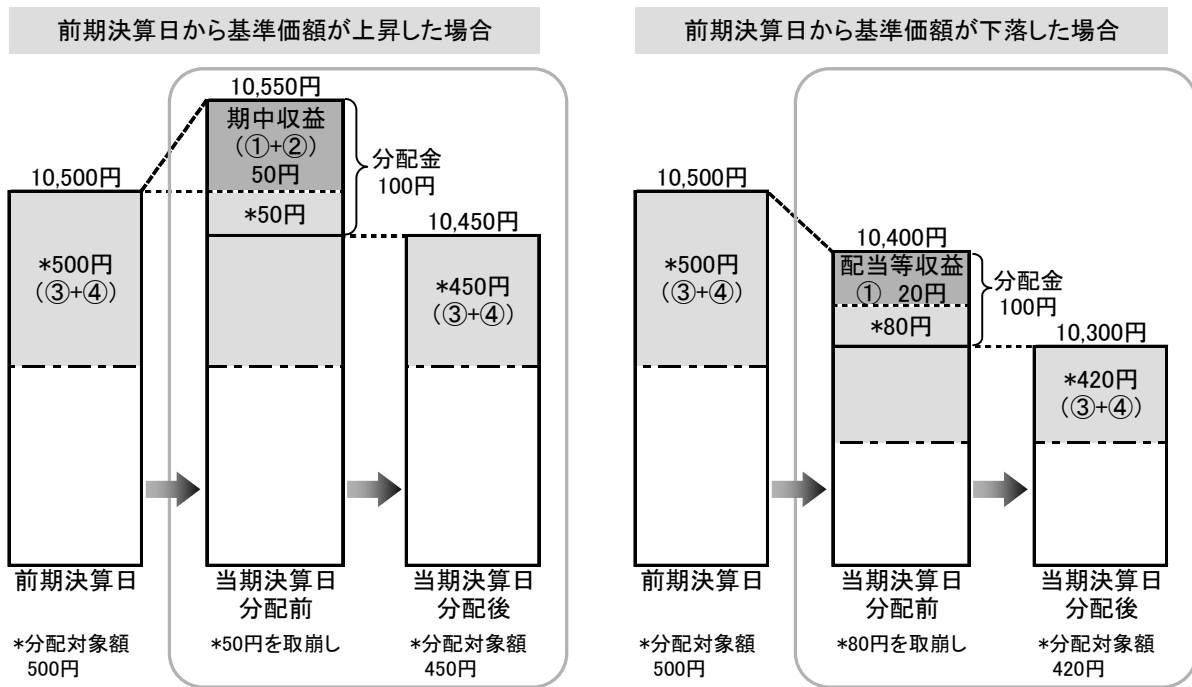 前期決算日から基準価額が上昇した場合
10,550円
期中収益
(①+②)
50円
分配金
100円
10,500円
*50円
10,450円
*500円
(③+④)
*450円
(③+④)
前期決算日
当期決算日
分配前
当期決算日
分配後
*分配対象額
500円
*50円を取崩し
*分配対象額
450円
前期決算日から基準価額が下落した場合
10,500円
10,400円
配当等収益
① 20円
分配金
100円
*500円
(③+④)
*80円
10,300円
*420円
(③+④)
前期決算日
当期決算日
分配前
当期決算日
分配後
*分配対象額
500円
*80円を取崩し
*分配対象額
420円